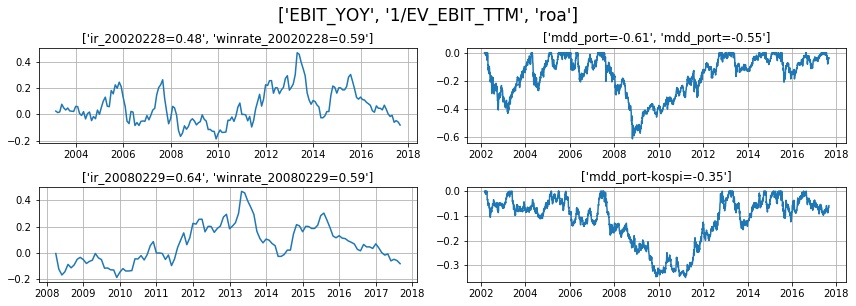 ['EBIT_YOY', '1/EV_EBIT_TTM', 'roa']
['ir_20020228=0.48', 'winrate_20020228=0.59']
0.4
0.2
0.0
−0.2
2004 2006 2008 2010 2012 2014 2016 2018
['mdd_port=-0.61', 'mdd_port=-0.55']
0.0
−0.2
−0.4
−0.6
2002 2004 2006 2008 2010 2012 2014 2016 2018
['ir_20080229=0.64', 'winrate_20080229=0.59']
0.4
0.2
0.0
−0.2
2008 2009 2010 2011 2012 2013 2014 2015 2016 2017 2018
['mdd_port-kospi=-0.35']
0.0
−0.1
−0.2
−0.3
2002 2004 2006 2008 2010 2012 2014 2016 2018